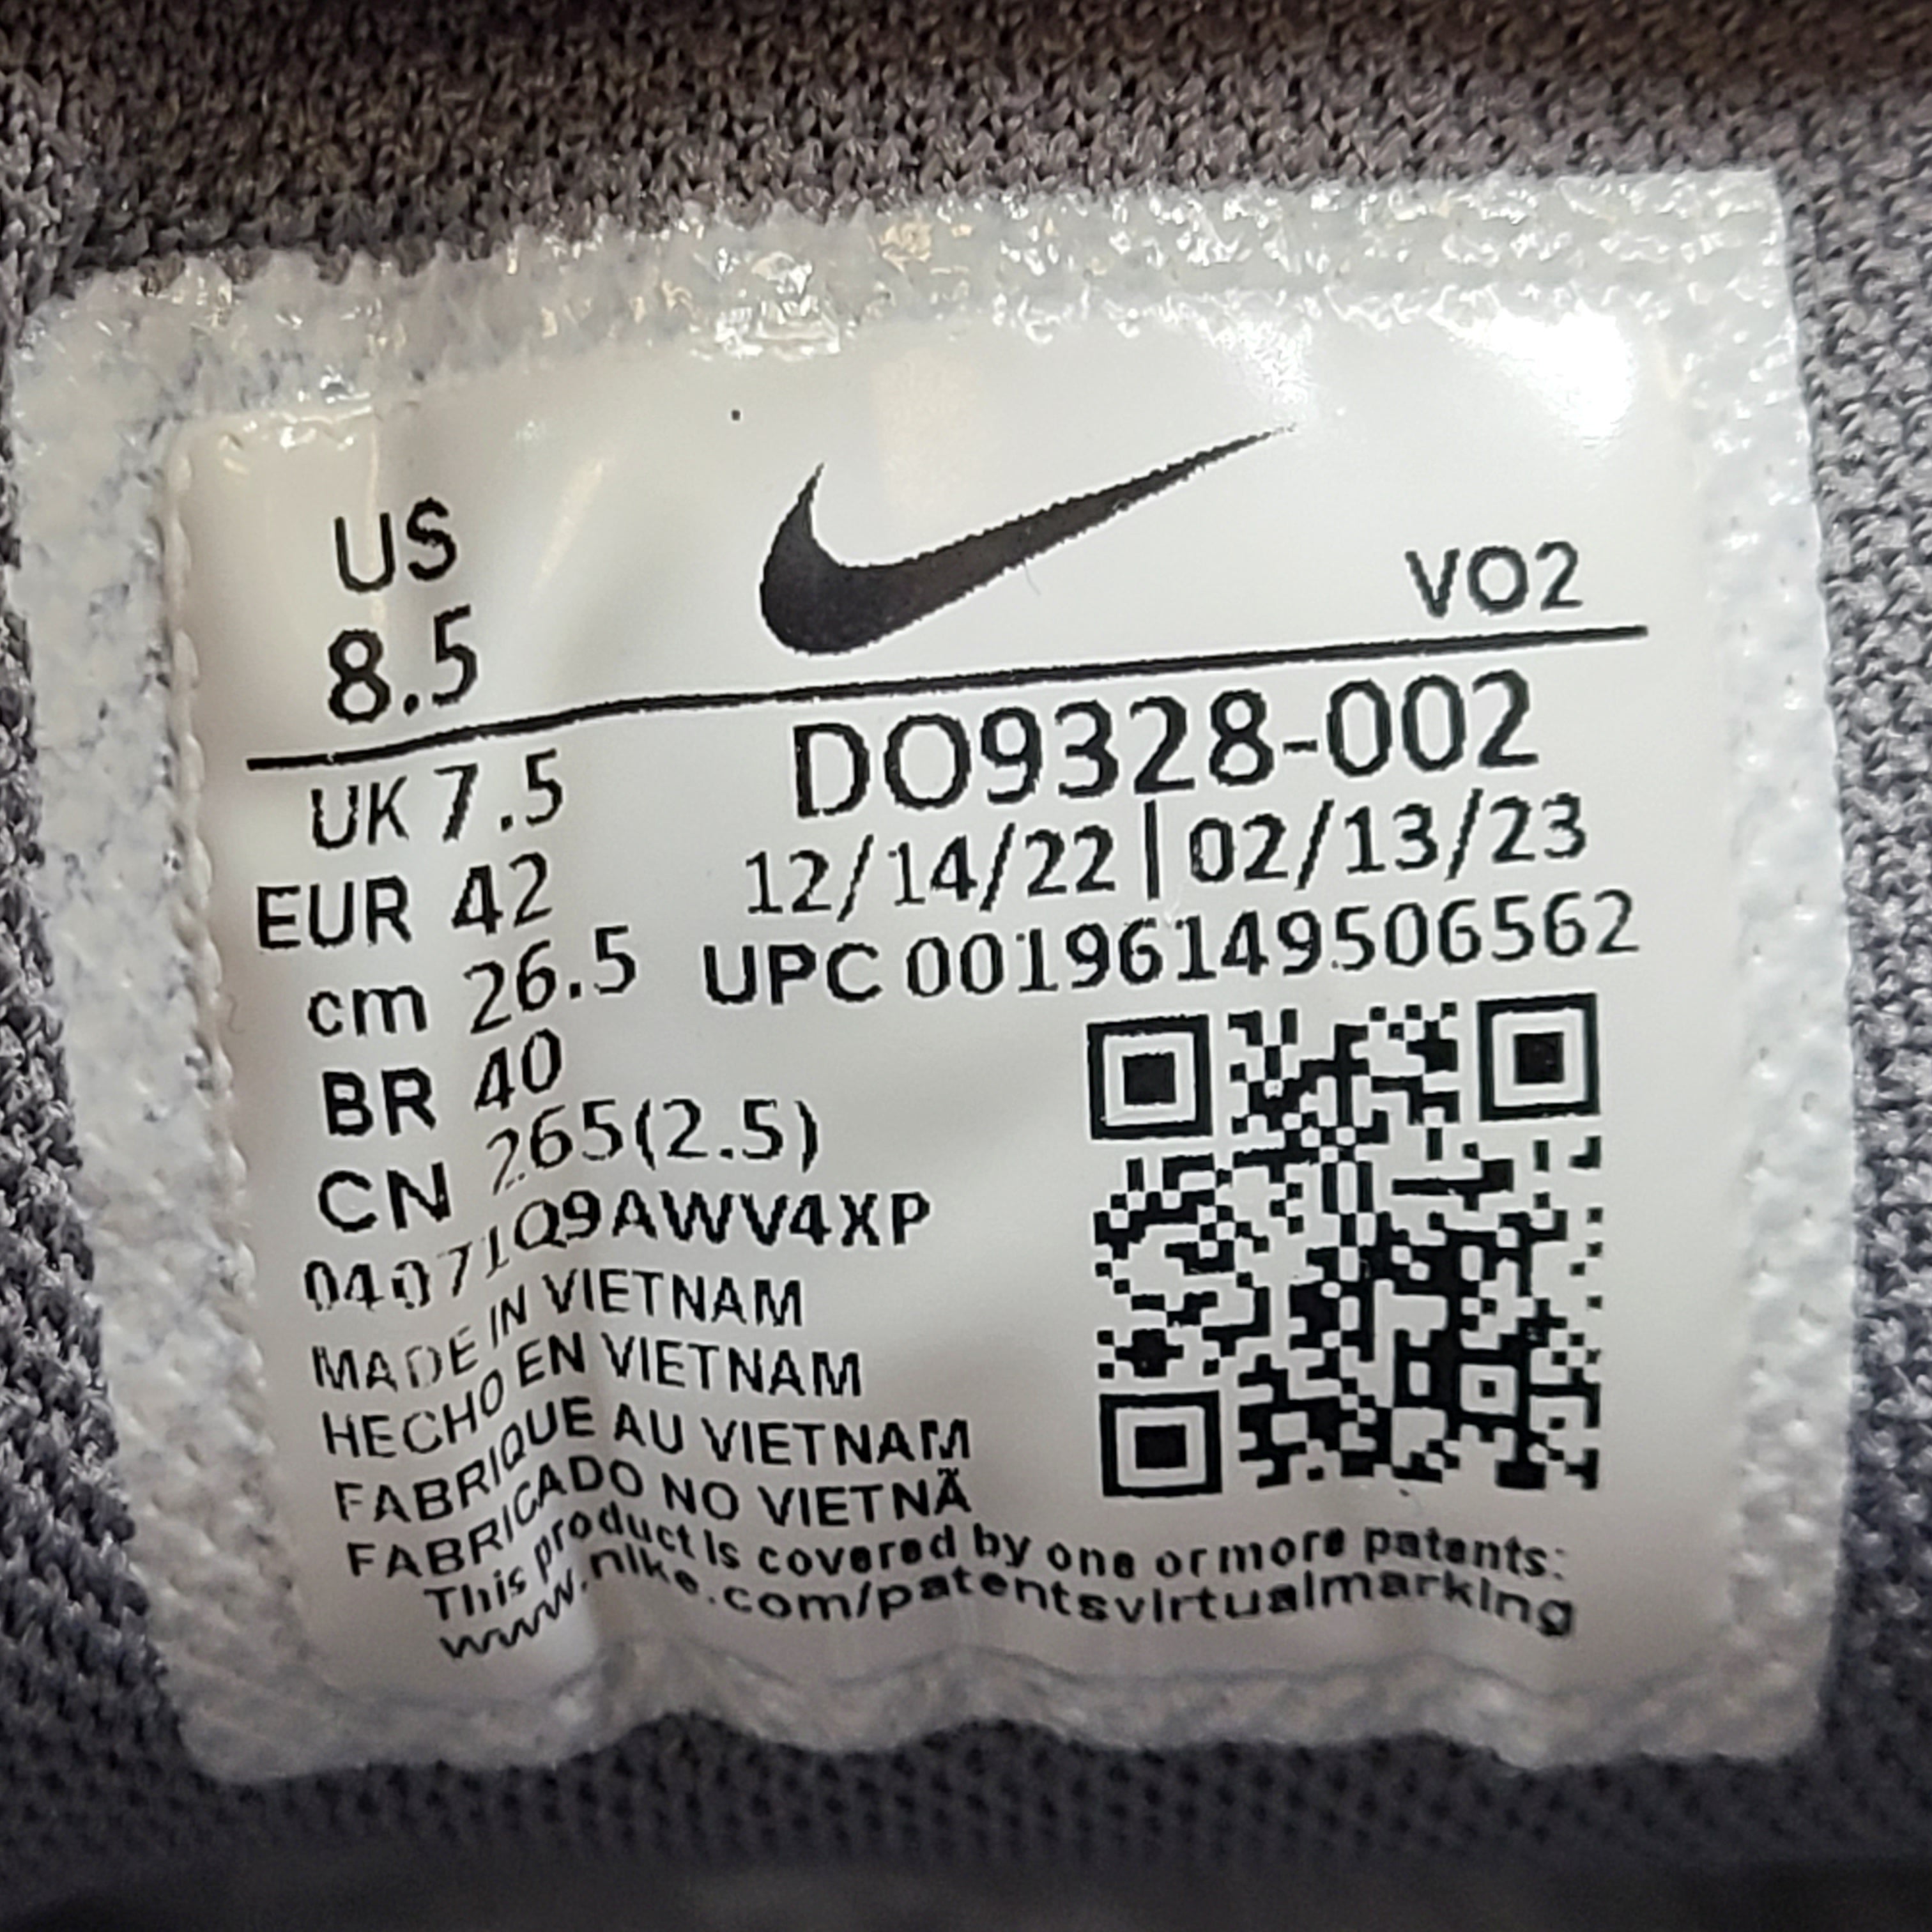 US
8.5
VO2
UK 7.5
DO9328-002
EUR 42
12/14/22|02/13/23
cm 26.5
UPC 00196149506562
BR 40
CN 265(2.5)
04071Q9AWV4XP
MADE IN VIETNAM
HECHO EN VIETNAM
FABRIQUE AU VIETNAM
FABRICADO NO VIETNÃ
This product is covered by one or more patents:
www.nike.com/patentsvirtualmarking